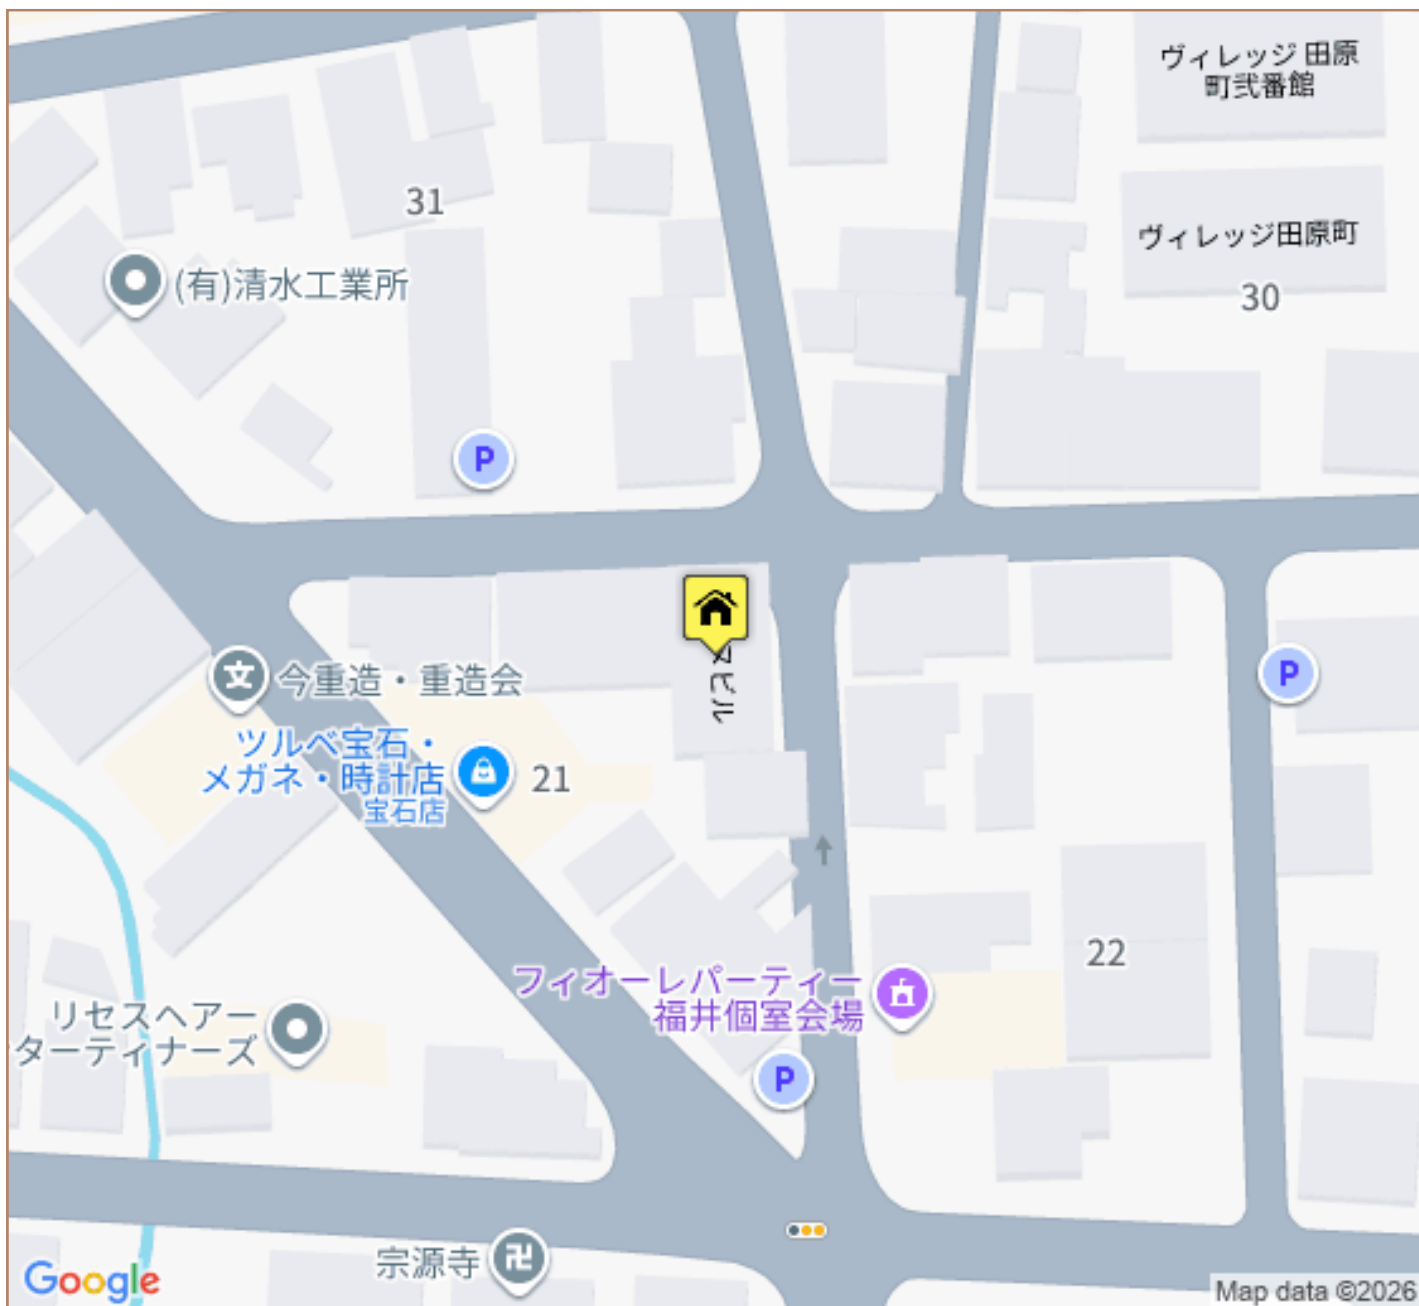 ヴィレッジ 田原
町弐番館
31
ヴィレッジ田原町
(有)清水工業所
30
P
ビル
今重造・重造会
P
ツルベ宝石・
メガネ・時計店
宝石店
21
22
フィオーレパーティー
福井個室会場
リセスヘアー
ターティナーズ
P
宗源寺
Google
Map data ©2026